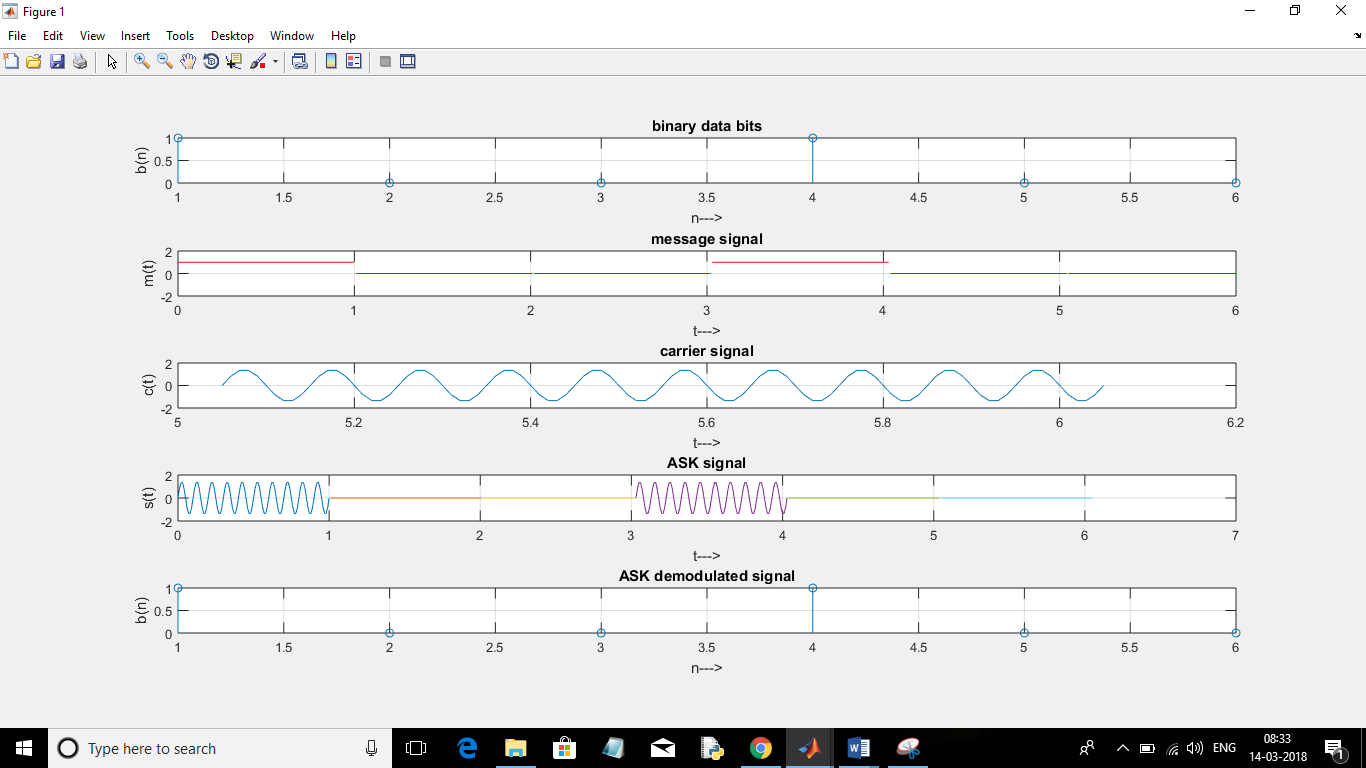 Figure 1
File Edit View Insert Tools Desktop Window Help
binary data bits
b(n)
1
0.5
0
1 1.5 2 2.5 3 3.5 4 4.5 5 5.5 6
n--->
message signal
m(t)
2
0
-2
0 1 2 3 4 5 6
t--->
carrier signal
c(t)
2
0
-2
5 5.2 5.4 5.6 5.8 6 6.2
t--->
ASK signal
s(t)
2
0
-2
0 1 2 3 4 5 6 7
t--->
ASK demodulated signal
b(n)
1
0.5
0
1 1.5 2 2.5 3 3.5 4 4.5 5 5.5 6
n--->
Type here to search
ENG
08:33
14-03-2018
1